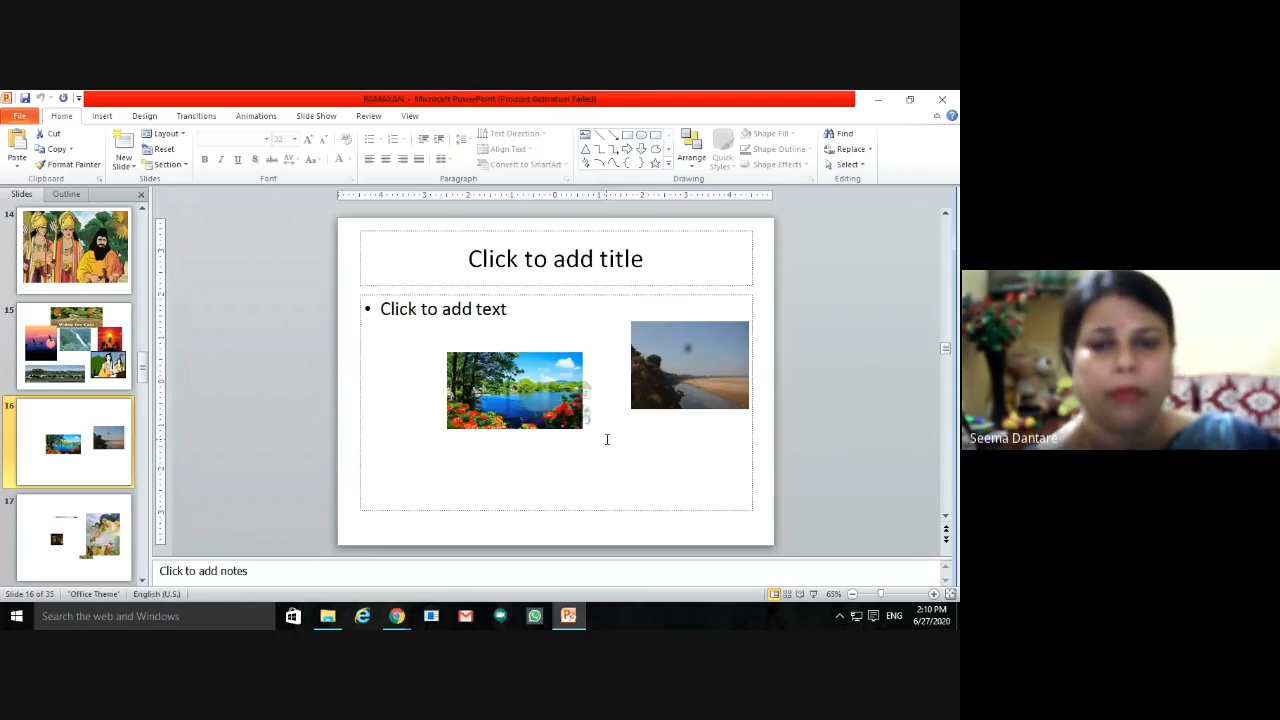 RAMAYAN - Microsoft PowerPoint (Product Activation Failed)
File Home Insert Design Transitions Animations Slide Show Review View
Paste
Cut
Copy
Format Painter
Clipboard
New
Slide
Layout
Reset
Section
Slides
32
B I U S abc AV Aa A
Font
Text Direction
Align Text
Convert to SmartArt
Paragraph
Arrange
Quick
Styles
Shape Fill
Shape Outline
Shape Effects
Drawing
Find
Replace
Select
Editing
Slides Outline
14
15
16
17
Click to add title
• Click to add text
Click to add notes
Seema Dantare
Slide 16 of 35 "Office Theme" English (U.S.) 65%
Search the web and Windows
ENG
2:10 PM
6/27/2020